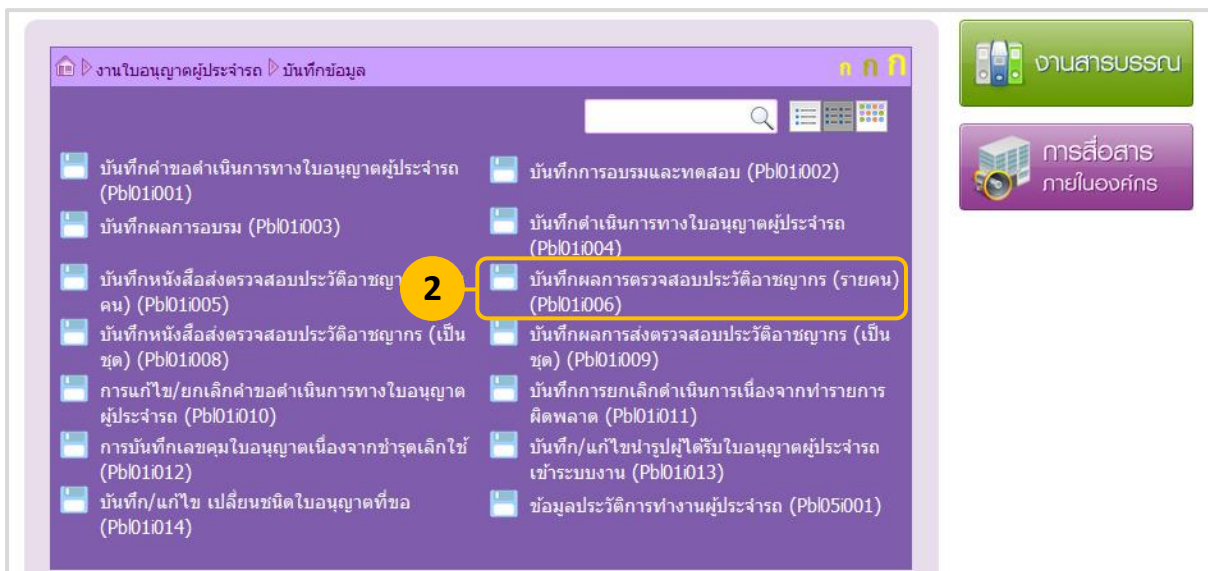 งานใบอนุญาตผู้ประจำรถ บันทึกข้อมูล
ก ก ก
งานสารบรรณ
การสื่อสาร
ภายในองค์กร
บันทึกคำขอดำเนินการทางใบอนุญาตผู้ประจำรถ
(Pbl01i001)
บันทึกการอบรมและทดสอบ (Pbl01i002)
บันทึกผลการอบรม (Pbl01i003)
บันทึกดำเนินการทางใบอนุญาตผู้ประจำรถ
(Pbl01i004)
บันทึกหนังสือส่งตรวจสอบประวัติอาชญา
คน) (Pbl01i005)
2
บันทึกผลการตรวจสอบประวัติอาชญากร (รายคน)
(Pbl01i006)
บันทึกหนังสือส่งตรวจสอบประวัติอาชญากร (เป็น
ชุด) (Pbl01i008)
บันทึกผลการส่งตรวจสอบประวัติอาชญากร (เป็น
ชุด) (Pbl01i009)
การแก้ไข/ยกเลิกคำขอดำเนินการทางใบอนุญาต
ผู้ประจำรถ (Pbl01i010)
บันทึกการยกเลิกดำเนินการเนื่องจากทำรายการ
ผิดพลาด (Pbl01i011)
การบันทึกเลขคุมใบอนุญาตเนื่องจากชำรุดเลิกใช้
(Pbl01i012)
บันทึก/แก้ไขนำรูปผู้ได้รับใบอนุญาตผู้ประจำรถ
เข้าระบบงาน (Pbl01i013)
บันทึก/แก้ไข เปลี่ยนชนิดใบอนุญาตที่ขอ
(Pbl01i014)
ข้อมูลประวัติการทำงานผู้ประจำรถ (Pbl05i001)